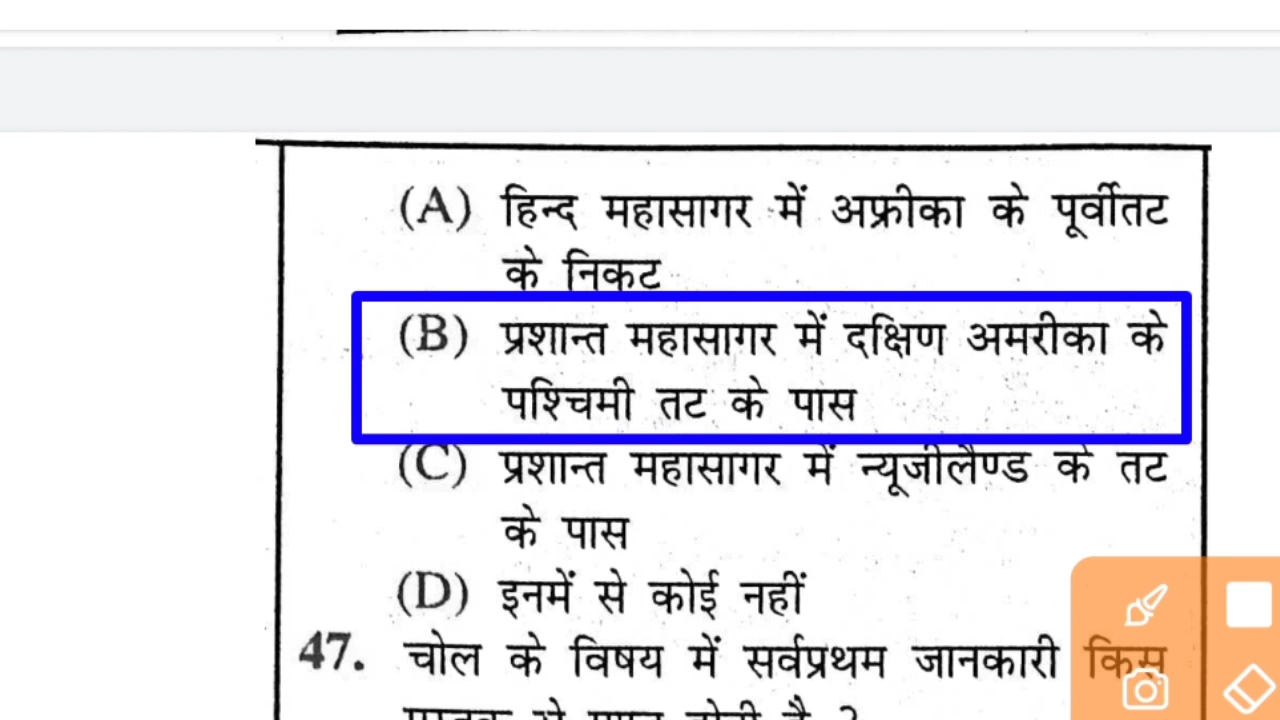 (A) हिन्द महासागर में अफ्रीका के पूर्वीतट
के निकट
(B) प्रशान्त महासागर में दक्षिण अमरीका के
पश्चिमी तट के पास
(C) प्रशान्त महासागर में न्यूजीलैण्ड के तट
के पास
(D) इनमें से कोई नहीं
47. चोल के विषय में सर्वप्रथम जानकारी किस